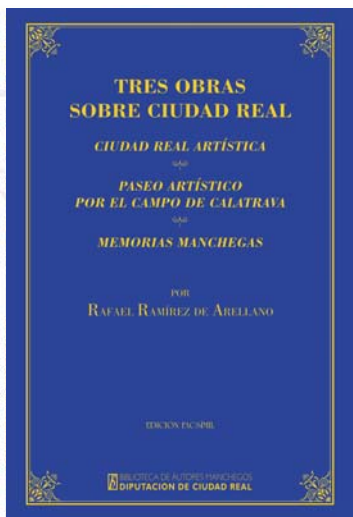 TRES OBRAS
SOBRE CIUDAD REAL
CIUDAD REAL ARTÍSTICA
PASEO ARTÍSTICO
POR EL CAMPO DE CALATRAVA
MEMORIAS MANCHEGAS
POR
RAFAEL RAMÍREZ DE ARELLANO
EDICIÓN FACSÍMIL
BIBLIOTECA DE AUTORES MANCHEGOS
DIPUTACIÓN DE CIUDAD REAL